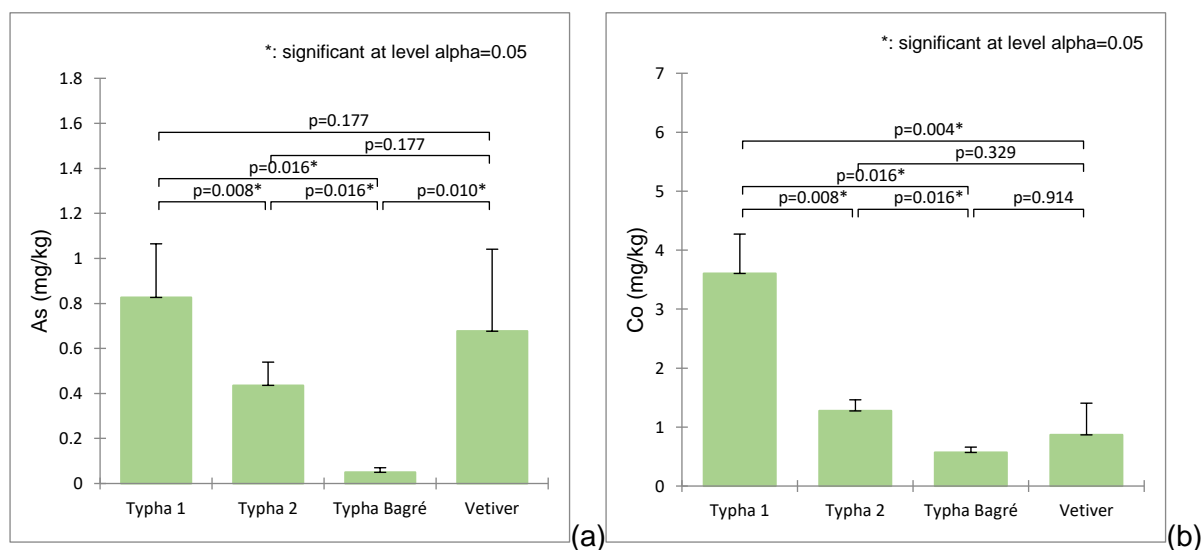 *: significant at level alpha=0.05
1.8
1.6
1.4
1.2
1
0.8
0.6
0.4
0.2
0
As (mg/kg)
p=0.177
p=0.177
p=0.016*
p=0.008* p=0.016* p=0.010*
Typha 1 Typha 2 Typha Bagré Vetiver
(a)
*: significant at level alpha=0.05
7
6
5
4
3
2
1
0
Co (mg/kg)
p=0.004*
p=0.329
p=0.016*
p=0.008* p=0.016* p=0.914
Typha 1 Typha 2 Typha Bagré Vetiver
(b)